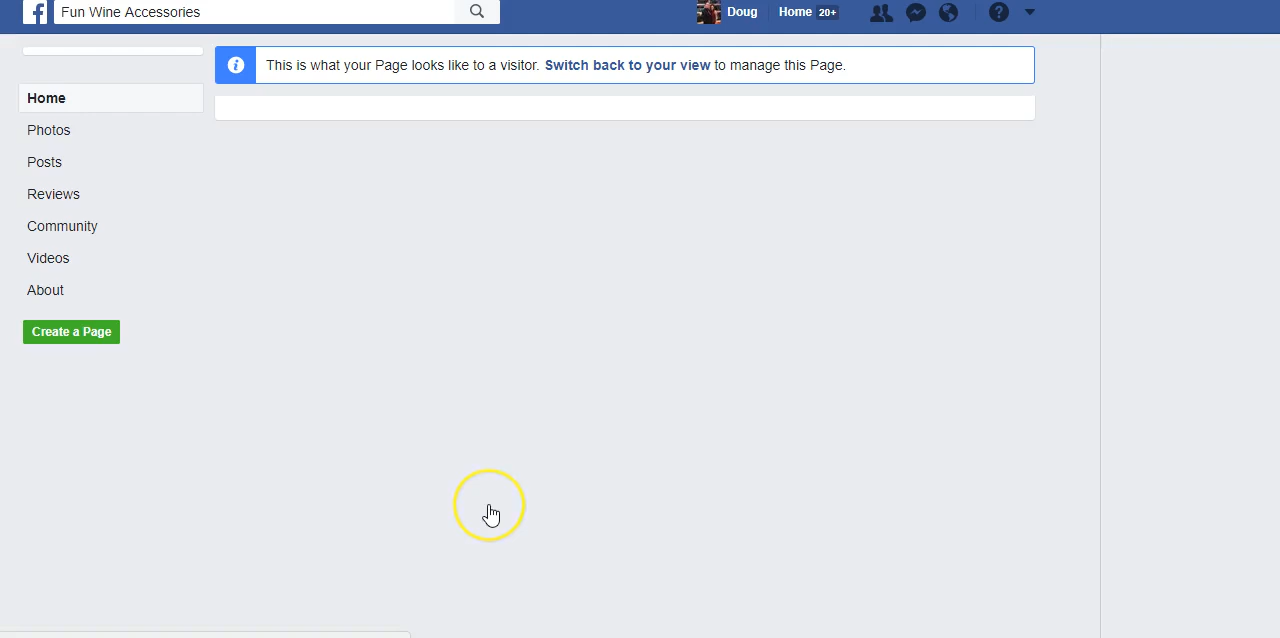 Fun Wine Accessories
Doug
Home 20+
This is what your Page looks like to a visitor. Switch back to your view to manage this Page.
Home
Photos
Posts
Reviews
Community
Videos
About
Create a Page